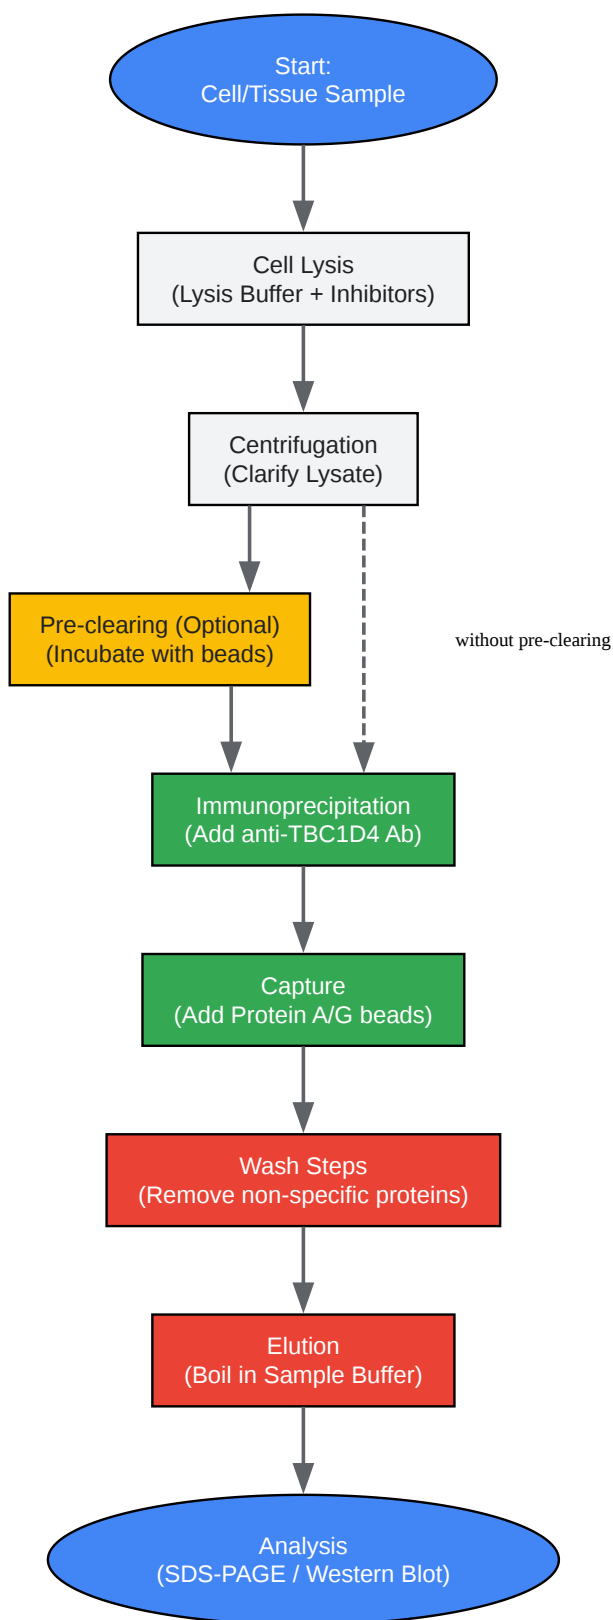 Start:
Cell/Tissue Sample
Cell Lysis
(Lysis Buffer + Inhibitors)
Centrifugation
(Clarify Lysate)
Pre-clearing (Optional)
(Incubate with beads)
without pre-clearing
Immunoprecipitation
(Add anti-TBC1D4 Ab)
Capture
(Add Protein A/G beads)
Wash Steps
(Remove non-specific proteins)
Elution
(Boil in Sample Buffer)
Analysis
(SDS-PAGE / Western Blot)